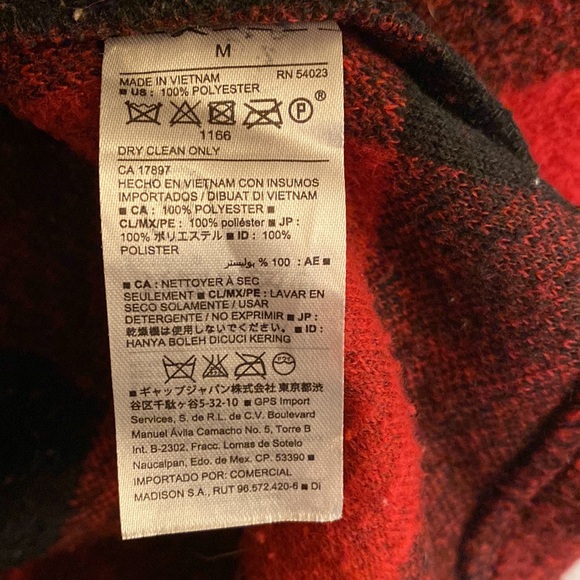 M
MADE IN VIETNAM RN 54023
■ US: 100% POLYESTER
P ®
1166
DRY CLEAN ONLY
CA 17897
HECHO EN VIETNAM CON INSUMOS
IMPORTADOS / DIBUAT DI VIETNAM
■ CA : 100% POLYESTER ■
CL/MX/PE : 100% poliéster ■ JP :
100% ポリエステル ■ ID : 100%
POLISTER
■ AE: 100 % بوليستر
■ CA : NETTOYER À SEC
SEULEMENT ■ CL/MX/PE : LAVAR EN
SECO SOLAMENTE / USAR
DETERGENTE / NO EXPRIMIR ■ JP :
乾燥機は使用しないでください。 ■ ID :
HANYA BOLEH DICUCI KERING
■ ギャップジャパン株式会社 東京都渋
谷区千駄ヶ谷5-32-10 ■ GPS Import
Services, S. de R.L. de C.V. Boulevard
Manuel Ávila Camacho No. 5, Torre B
Int. B-2302, Fracc. Lomas de Sotelo
Naucalpan, Edo. de Mex. CP. 53390 ■
IMPORTADO POR: COMERCIAL
MADISON S.A., RUT 96.572.420-6 ■ Di